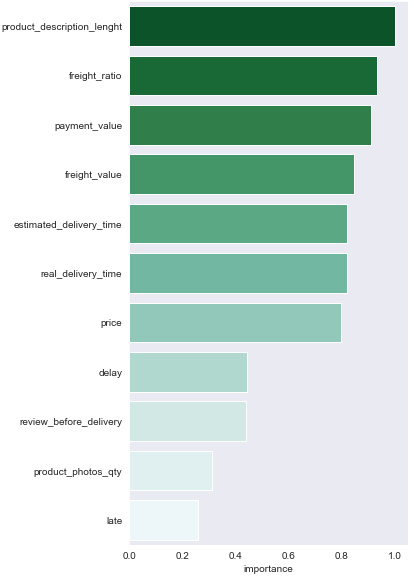 product_description_lenght
freight_ratio
payment_value
freight_value
estimated_delivery_time
real_delivery_time
price
delay
review_before_delivery
product_photos_qty
late
0.0 0.2 0.4 0.6 0.8 1.0
importance